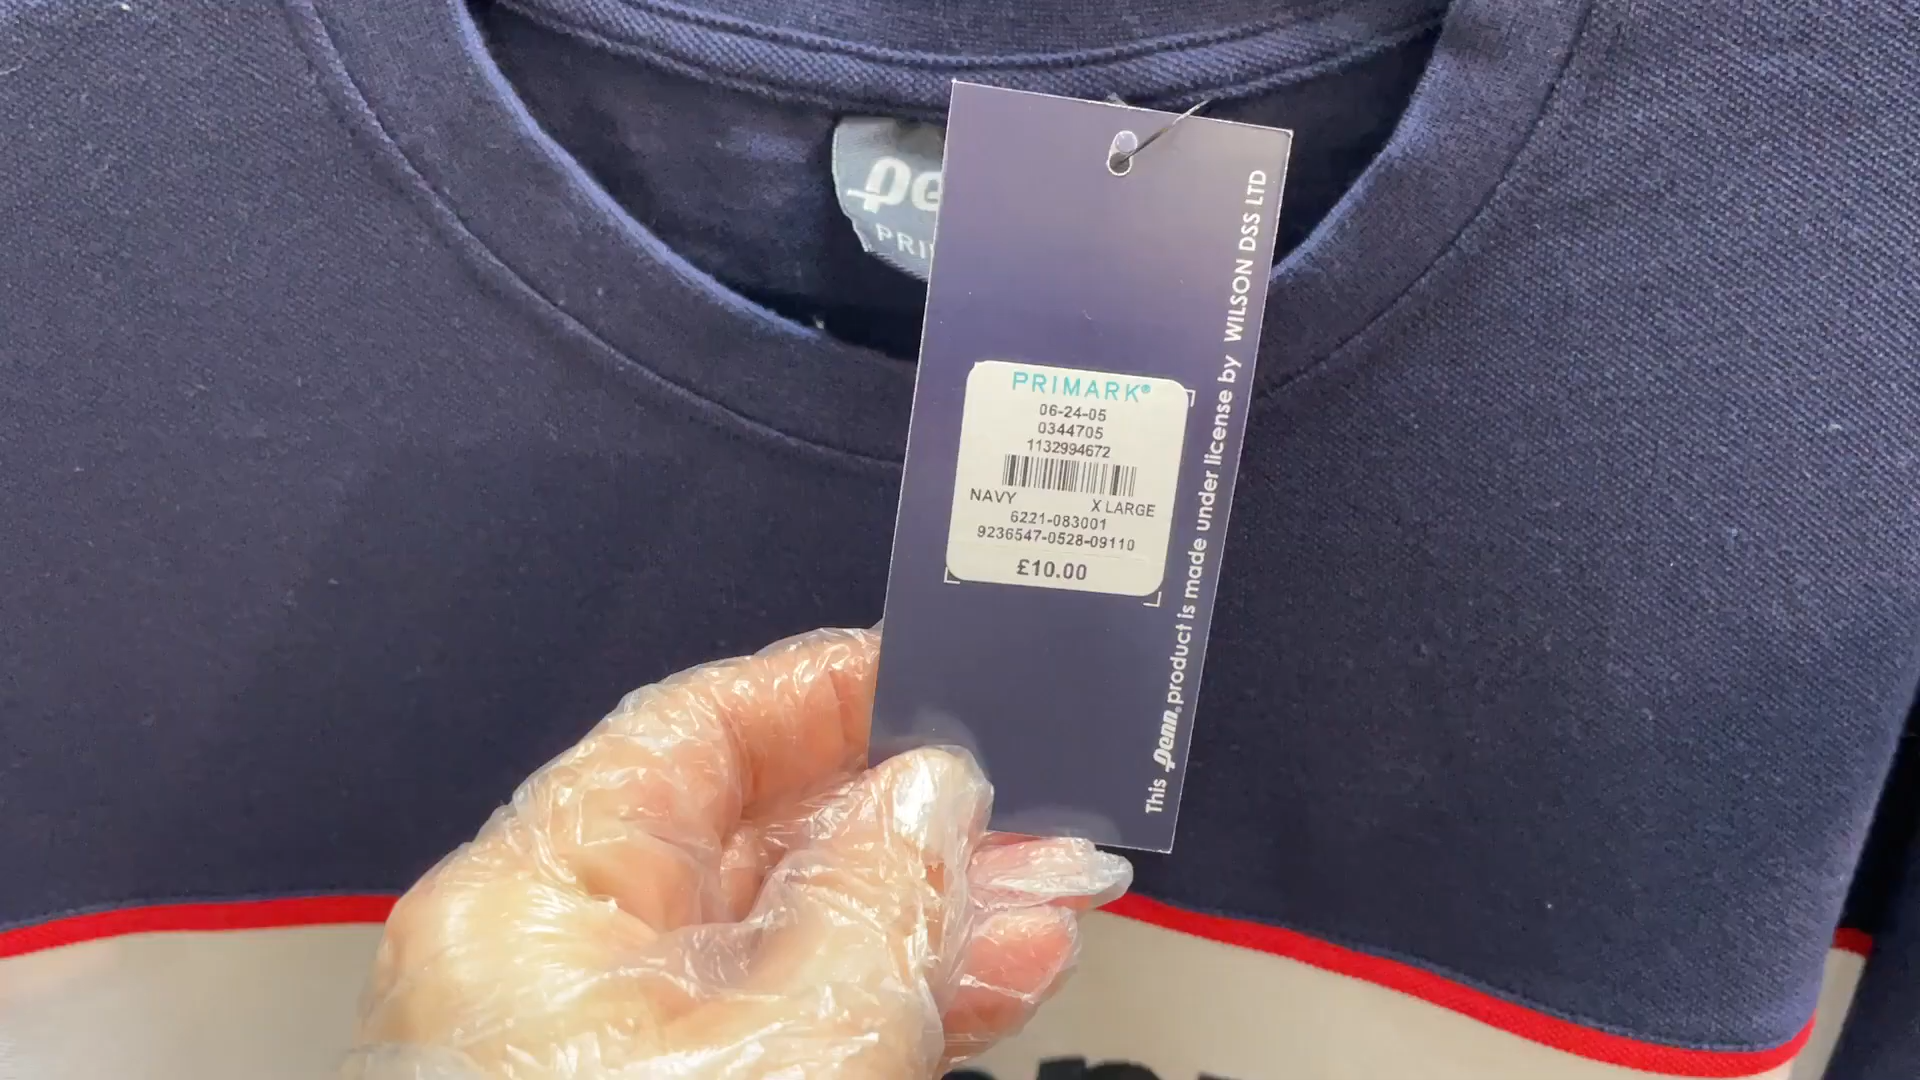 PRIMARK®
06-24-05
0344705
1132994672
NAVY X LARGE
6221-083001
9236547-0528-09110
£10.00
This Penn® product is made under license by WILSON DSS LTD